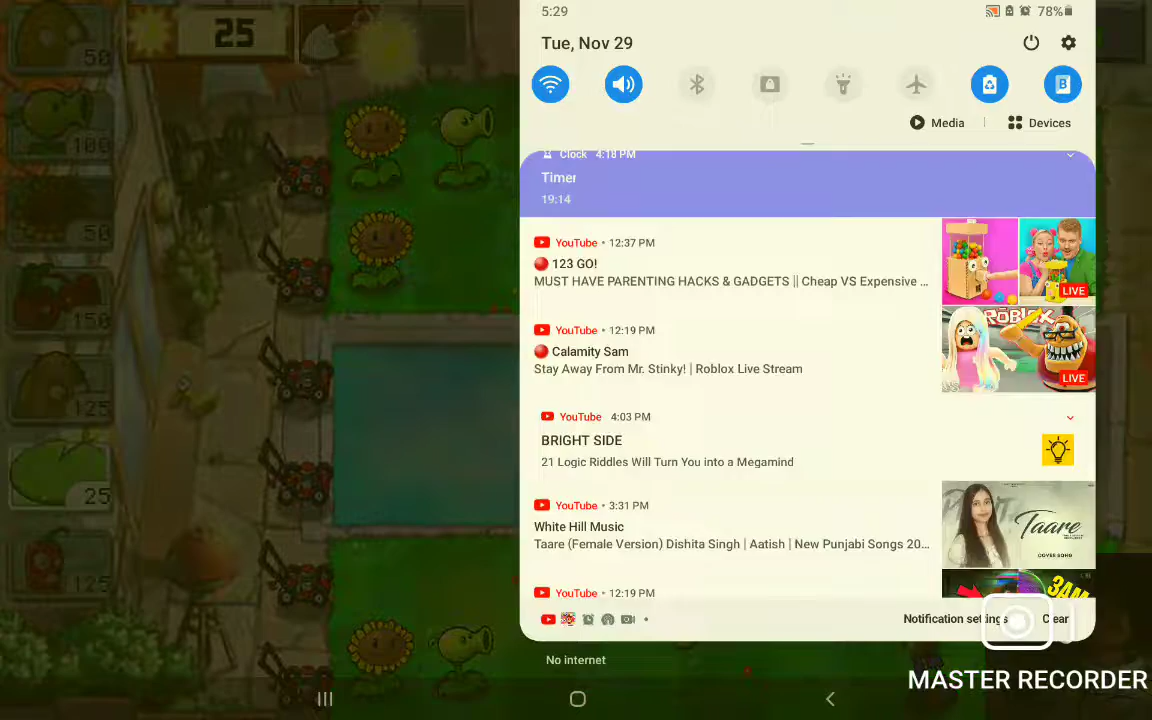 5:29
78%
Tue, Nov 29
Media
Devices
Clock 4:18 PM
Timer
19:14
YouTube • 12:37 PM
123 GO!
MUST HAVE PARENTING HACKS & GADGETS || Cheap VS Expensive ...
LIVE
YouTube • 12:19 PM
Calamity Sam
Stay Away From Mr. Stinky! | Roblox Live Stream
ROBLOX
LIVE
YouTube 4:03 PM
BRIGHT SIDE
21 Logic Riddles Will Turn You into a Megamind
YouTube • 3:31 PM
White Hill Music
Taare (Female Version) Dishita Singh | Aatish | New Punjabi Songs 20...
Taare
COVER SONG
YouTube • 12:19 PM
3AM
Notification settings
Clear
No internet
MASTER RECORDER
25
50
100
50
150
125
25
125